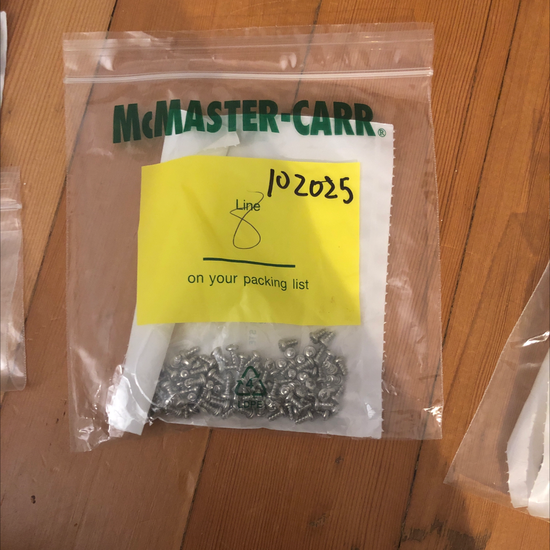 McMASTER-CARR®
102025
Line
8
on your packing list